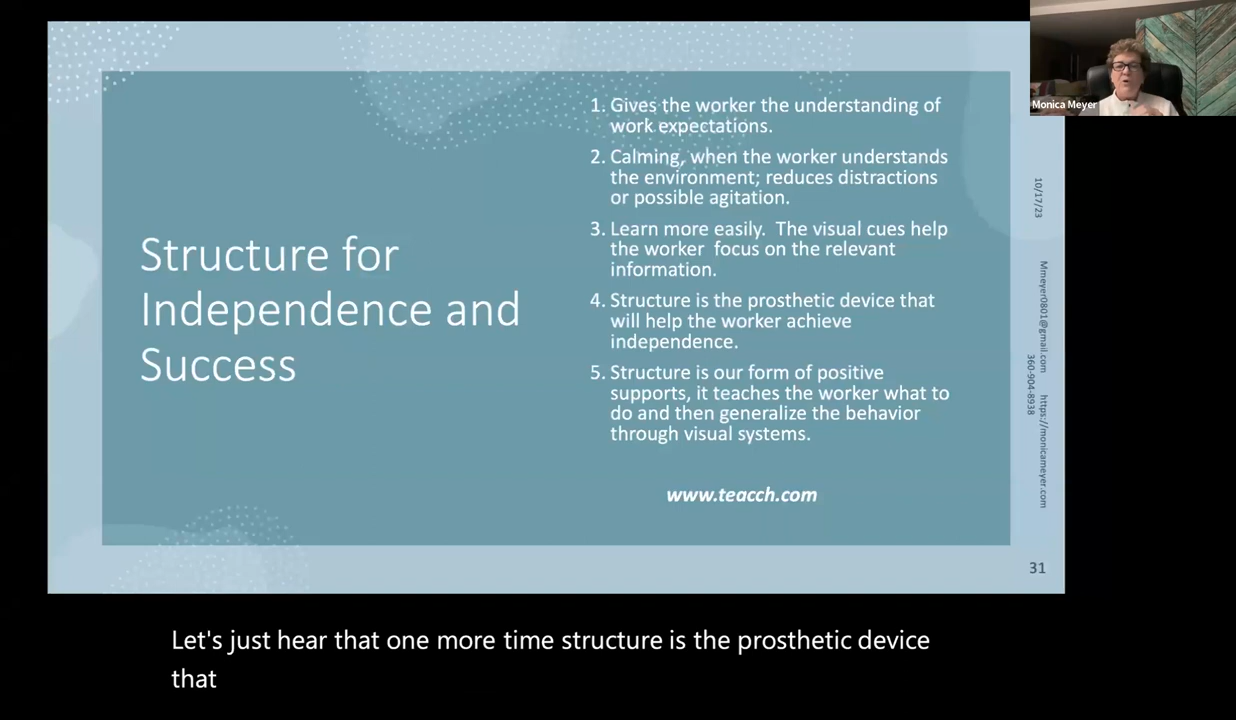 Structure for
Independence and
Success
1. Gives the worker the understanding of
work expectations.
2. Calming, when the worker understands
the environment; reduces distractions
or possible agitation.
3. Learn more easily.  The visual cues help
the worker  focus on the relevant
information.
4. Structure is the prosthetic device that
will help the worker achieve
independence.
5. Structure is our form of positive
supports, it teaches the worker what to
do and then generalize the behavior
through visual systems.
www.teacch.com
Monica Meyer
10/17/23
Mmeyer0801@gmail.com https://monicameyer.com
360-904-8938
31
Let's just hear that one more time structure is the prosthetic device
that